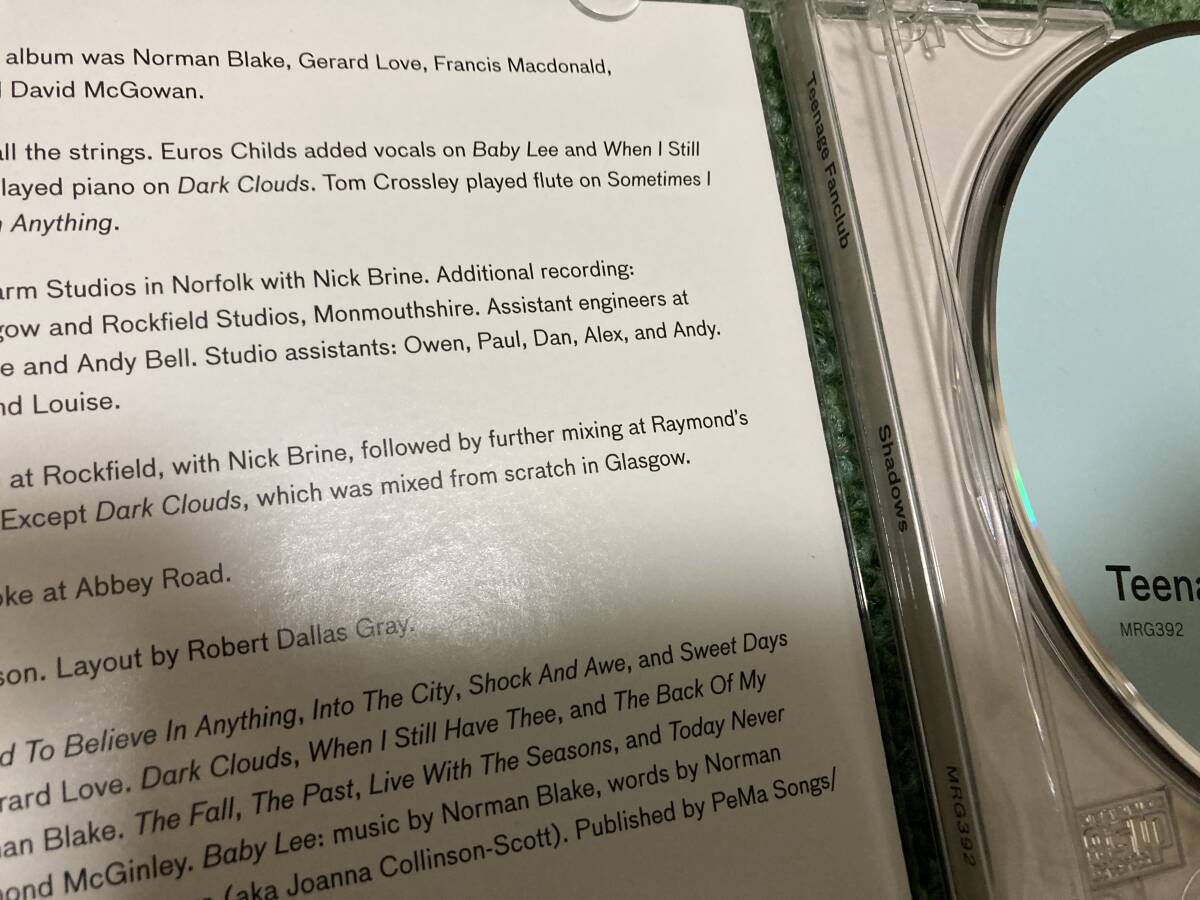 album was Norman Blake, Gerard Love, Francis Macdonald,
David McGowan.
all the strings. Euros Childs added vocals on Baby Lee and When I Still
played piano on Dark Clouds. Tom Crossley played flute on Sometimes I
Anything.
arm Studios in Norfolk with Nick Brine. Additional recording:
gow and Rockfield Studios, Monmouthshire. Assistant engineers at
e and Andy Bell. Studio assistants: Owen, Paul, Dan, Alex, and Andy.
nd Louise.
at Rockfield, with Nick Brine, followed by further mixing at Raymond's
Except Dark Clouds, which was mixed from scratch in Glasgow.
oke at Abbey Road.
son. Layout by Robert Dallas Gray.
d To Believe In Anything, Into The City, Shock And Awe, and Sweet Days
rard Love. Dark Clouds, When I Still Have Thee, and The Back Of My
an Blake. The Fall, The Past, Live With The Seasons, and Today Never
ond McGinley. Baby Lee: music by Norman Blake, words by Norman
(aka Joanna Collinson-Scott). Published by PeMa Songs/
Teenage Fanclub
Shadows
MRG392
Teena
MRG392